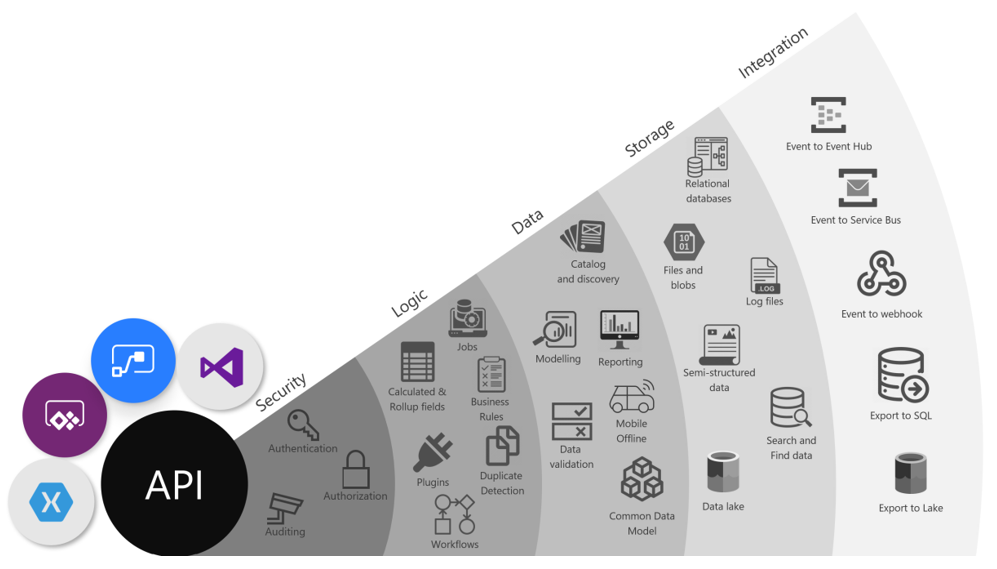 API
Security
Authentication
Authorization
Auditing
Logic
Jobs
Calculated &
Rollup fields
Business
Rules
Plugins
Duplicate
Detection
Workflows
Data
Catalog
and discovery
Modelling
Reporting
Mobile
Offline
Data
validation
Common Data
Model
Storage
Relational
databases
Files and
blobs
10
01
Log files
.LOG
Semi-structured
data
Search and
Find data
Data lake
Integration
Event to Event Hub
Event to Service Bus
Event to webhook
Export to SQL
Export to Lake